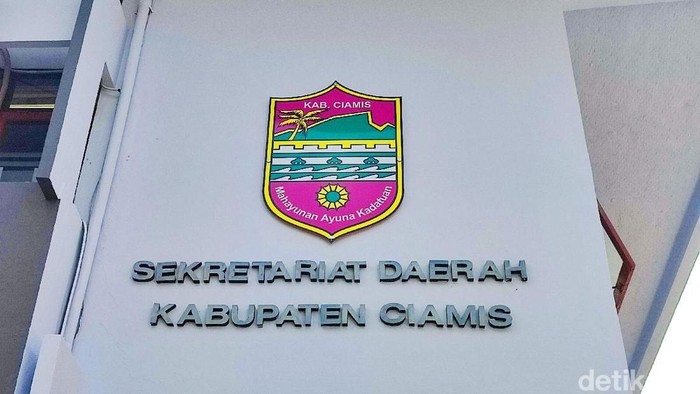 KAB. CIAMIS
Mahayunan Ayuna Kadatuan
SEKRETARIAT DAERAH
KABUPATEN CIAMIS
detik